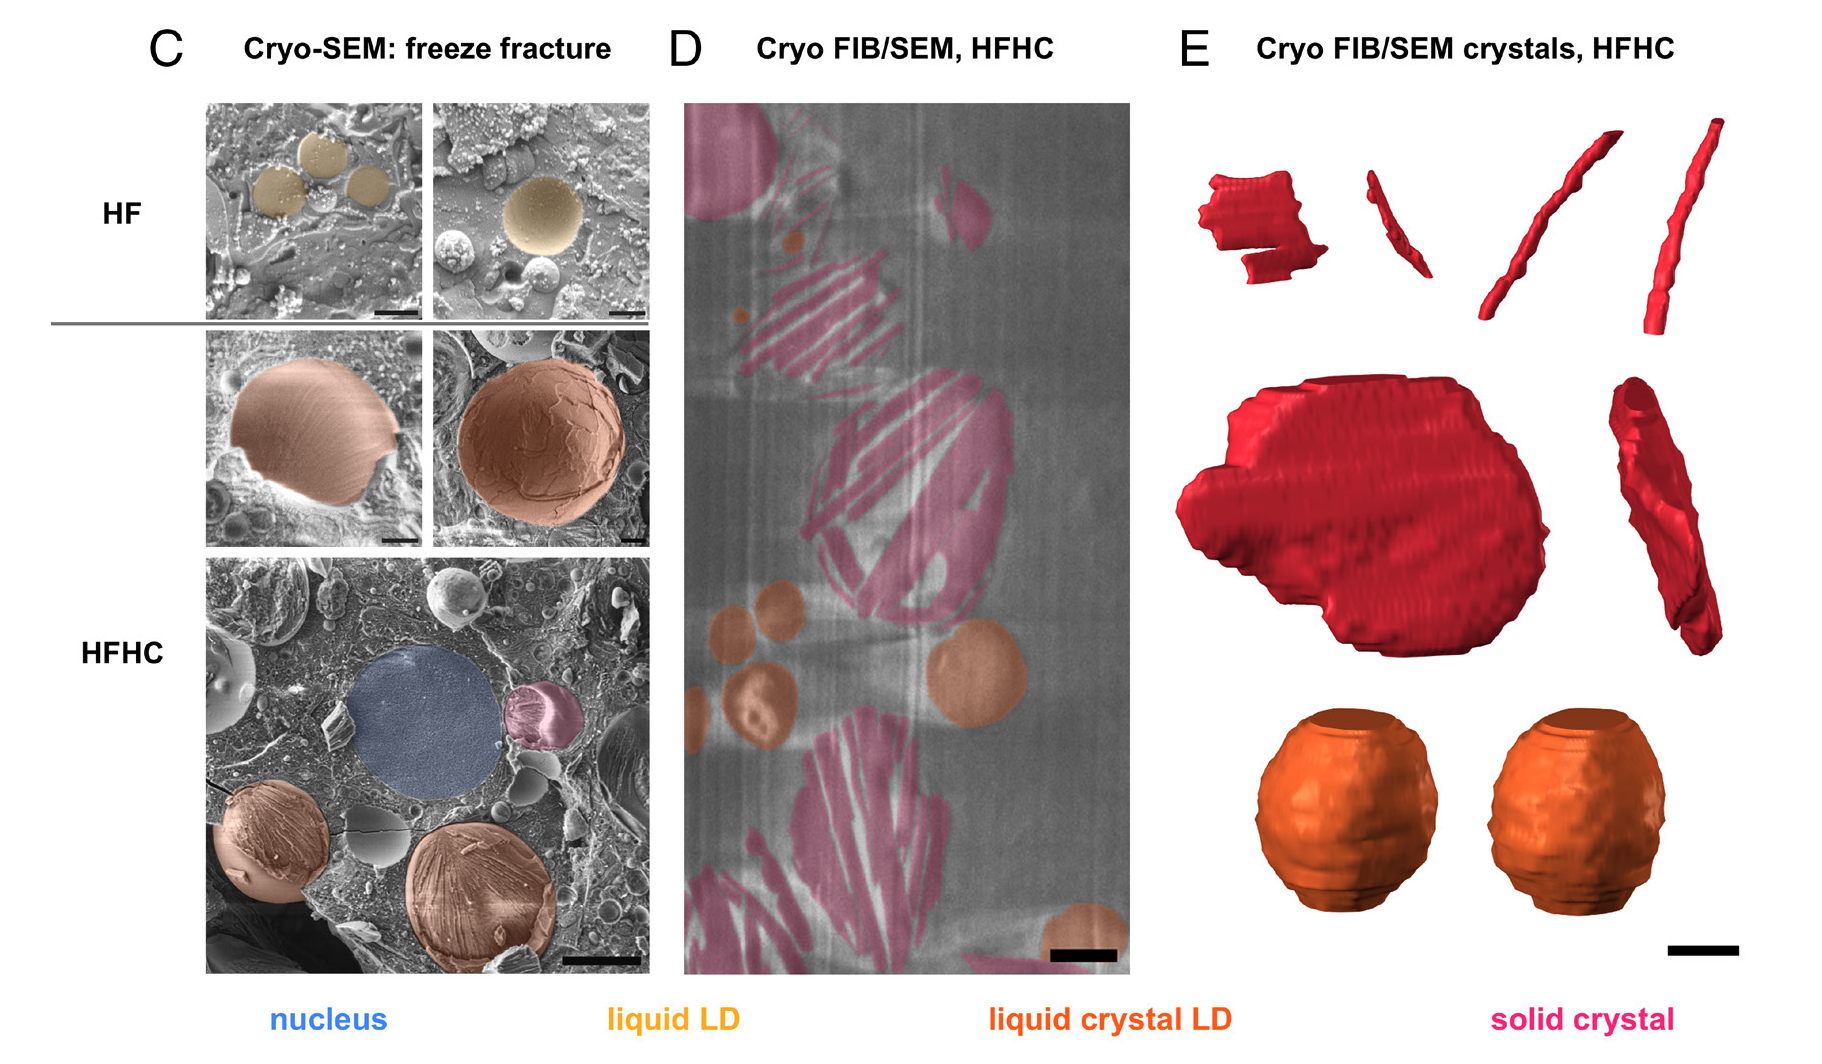 C Cryo-SEM: freeze fracture
D Cryo FIB/SEM, HFHC
E Cryo FIB/SEM crystals, HFHC
HF
HFHC
nucleus
liquid LD
liquid crystal LD
solid crystal